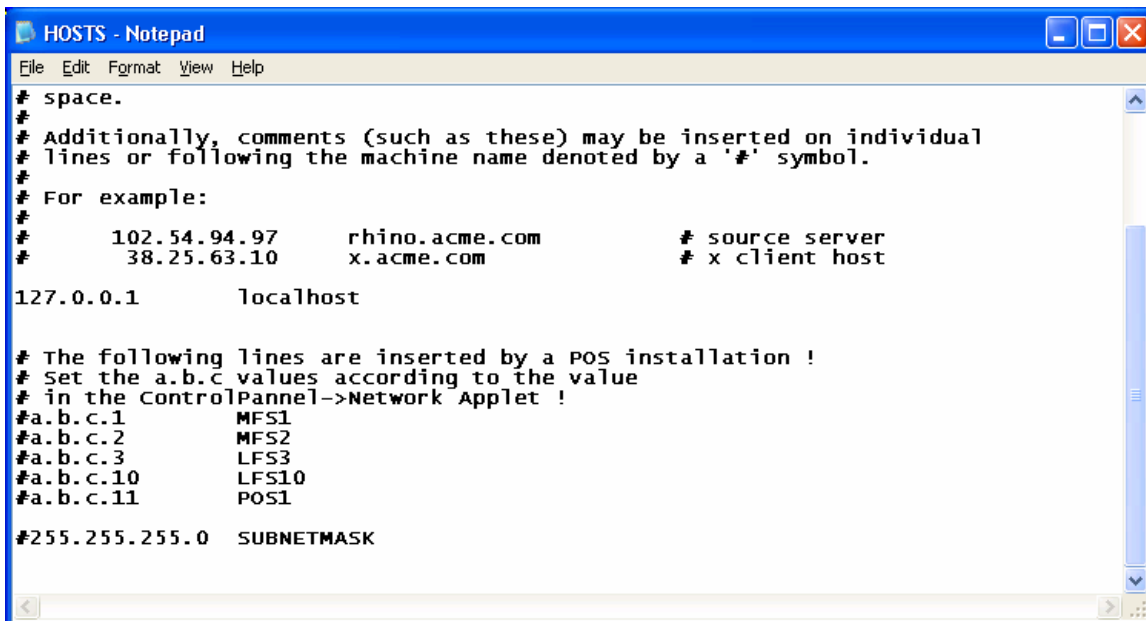 HOSTS - Notepad
File Edit Format View Help
# space.
#
# Additionally, comments (such as these) may be inserted on individual
# lines or following the machine name denoted by a '#' symbol.
#
# For example:
#
#      102.54.94.97     rhino.acme.com          # source server
#       38.25.63.10     x.acme.com              # x client host

127.0.0.1       localhost


# The following lines are inserted by a POS installation !
# Set the a.b.c values according to the value
# in the ControlPannel->Network Applet !
#a.b.c.1        MFS1
#a.b.c.2        MFS2
#a.b.c.3        LFS3
#a.b.c.10       LFS10
#a.b.c.11       POS1

#255.255.255.0  SUBNETMASK